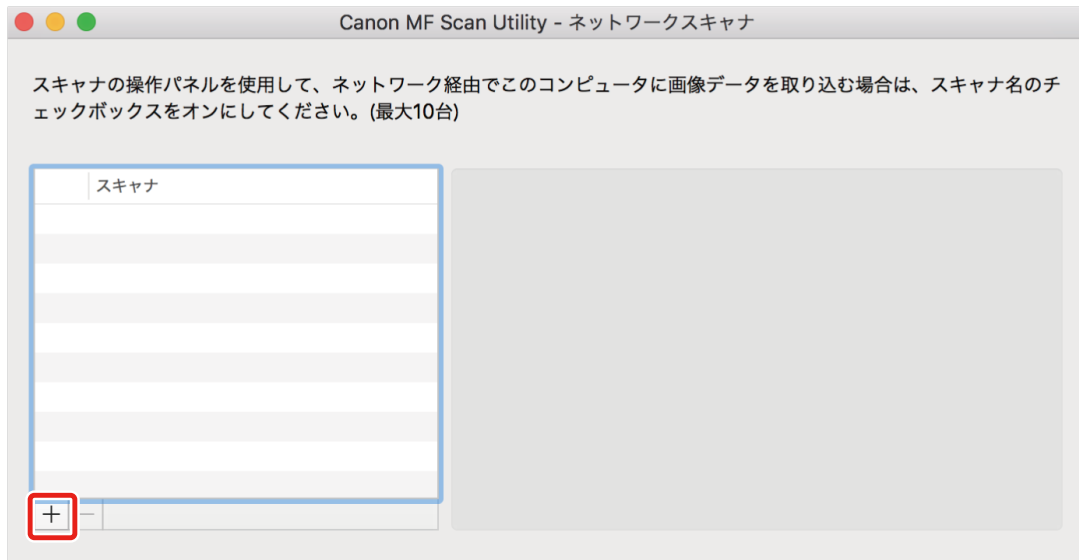 Canon MF Scan Utility - ネットワークスキャナ
スキャナの操作パネルを使用して、ネットワーク経由でこのコンピュータに画像データを取り込む場合は、スキャナ名のチ
ェックボックスをオンにしてください。(最大10台)
スキャナ
+ −